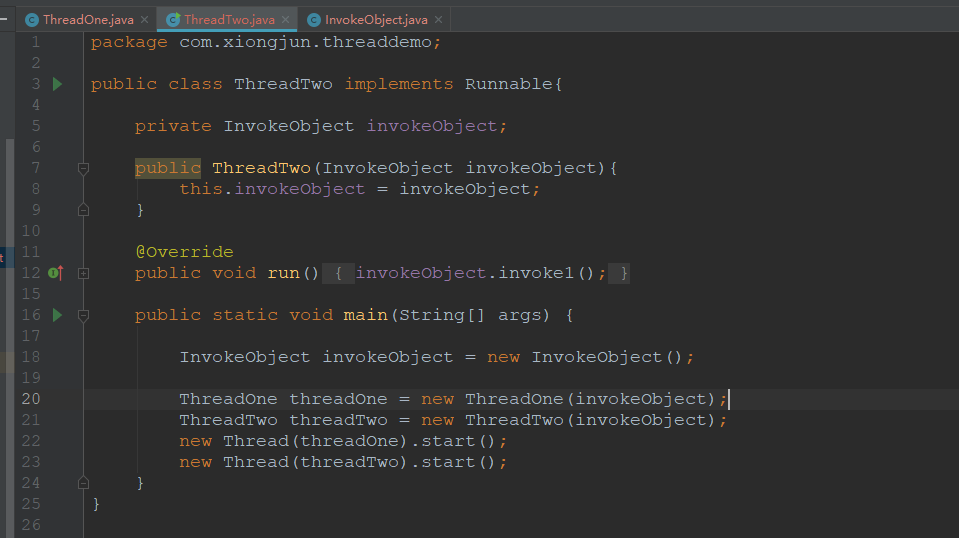 ThreadOne.java × ThreadTwo.java × InvokeObject.java ×
1 package com.xiongjun.threaddemo;
2
3 public class ThreadTwo implements Runnable{
4
5 private InvokeObject invokeObject;
6
7 public ThreadTwo(InvokeObject invokeObject){
8 this.invokeObject = invokeObject;
9 }
10
11 @Override
12 public void run() { invokeObject.invoke1(); }
15
16 public static void main(String[] args) {
17
18 InvokeObject invokeObject = new InvokeObject();
19
20 ThreadOne threadOne = new ThreadOne(invokeObject);
21 ThreadTwo threadTwo = new ThreadTwo(invokeObject);
22 new Thread(threadOne).start();
23 new Thread(threadTwo).start();
24 }
25 }
26